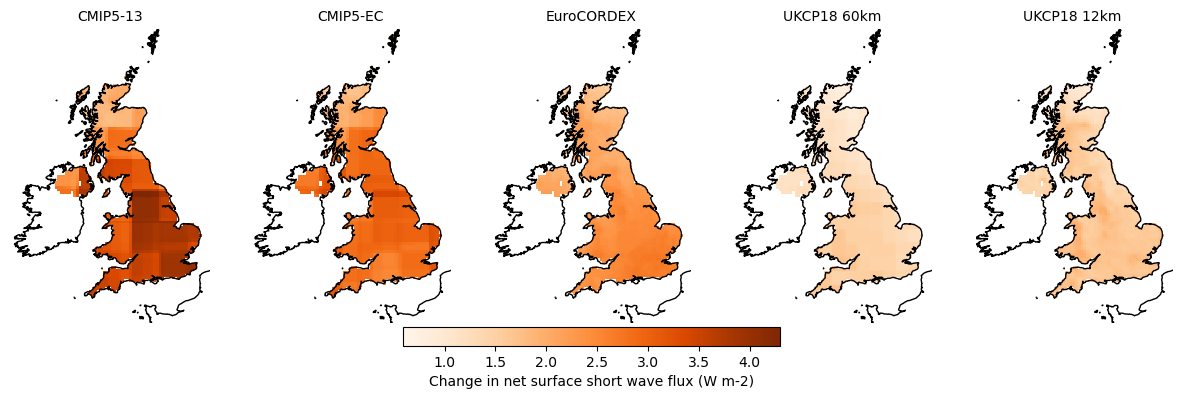 CMIP5-13 CMIP5-EC EuroCORDEX UKCP18 60km UKCP18 12km
1.0 1.5 2.0 2.5 3.0 3.5 4.0
Change in net surface short wave flux (W m-2)